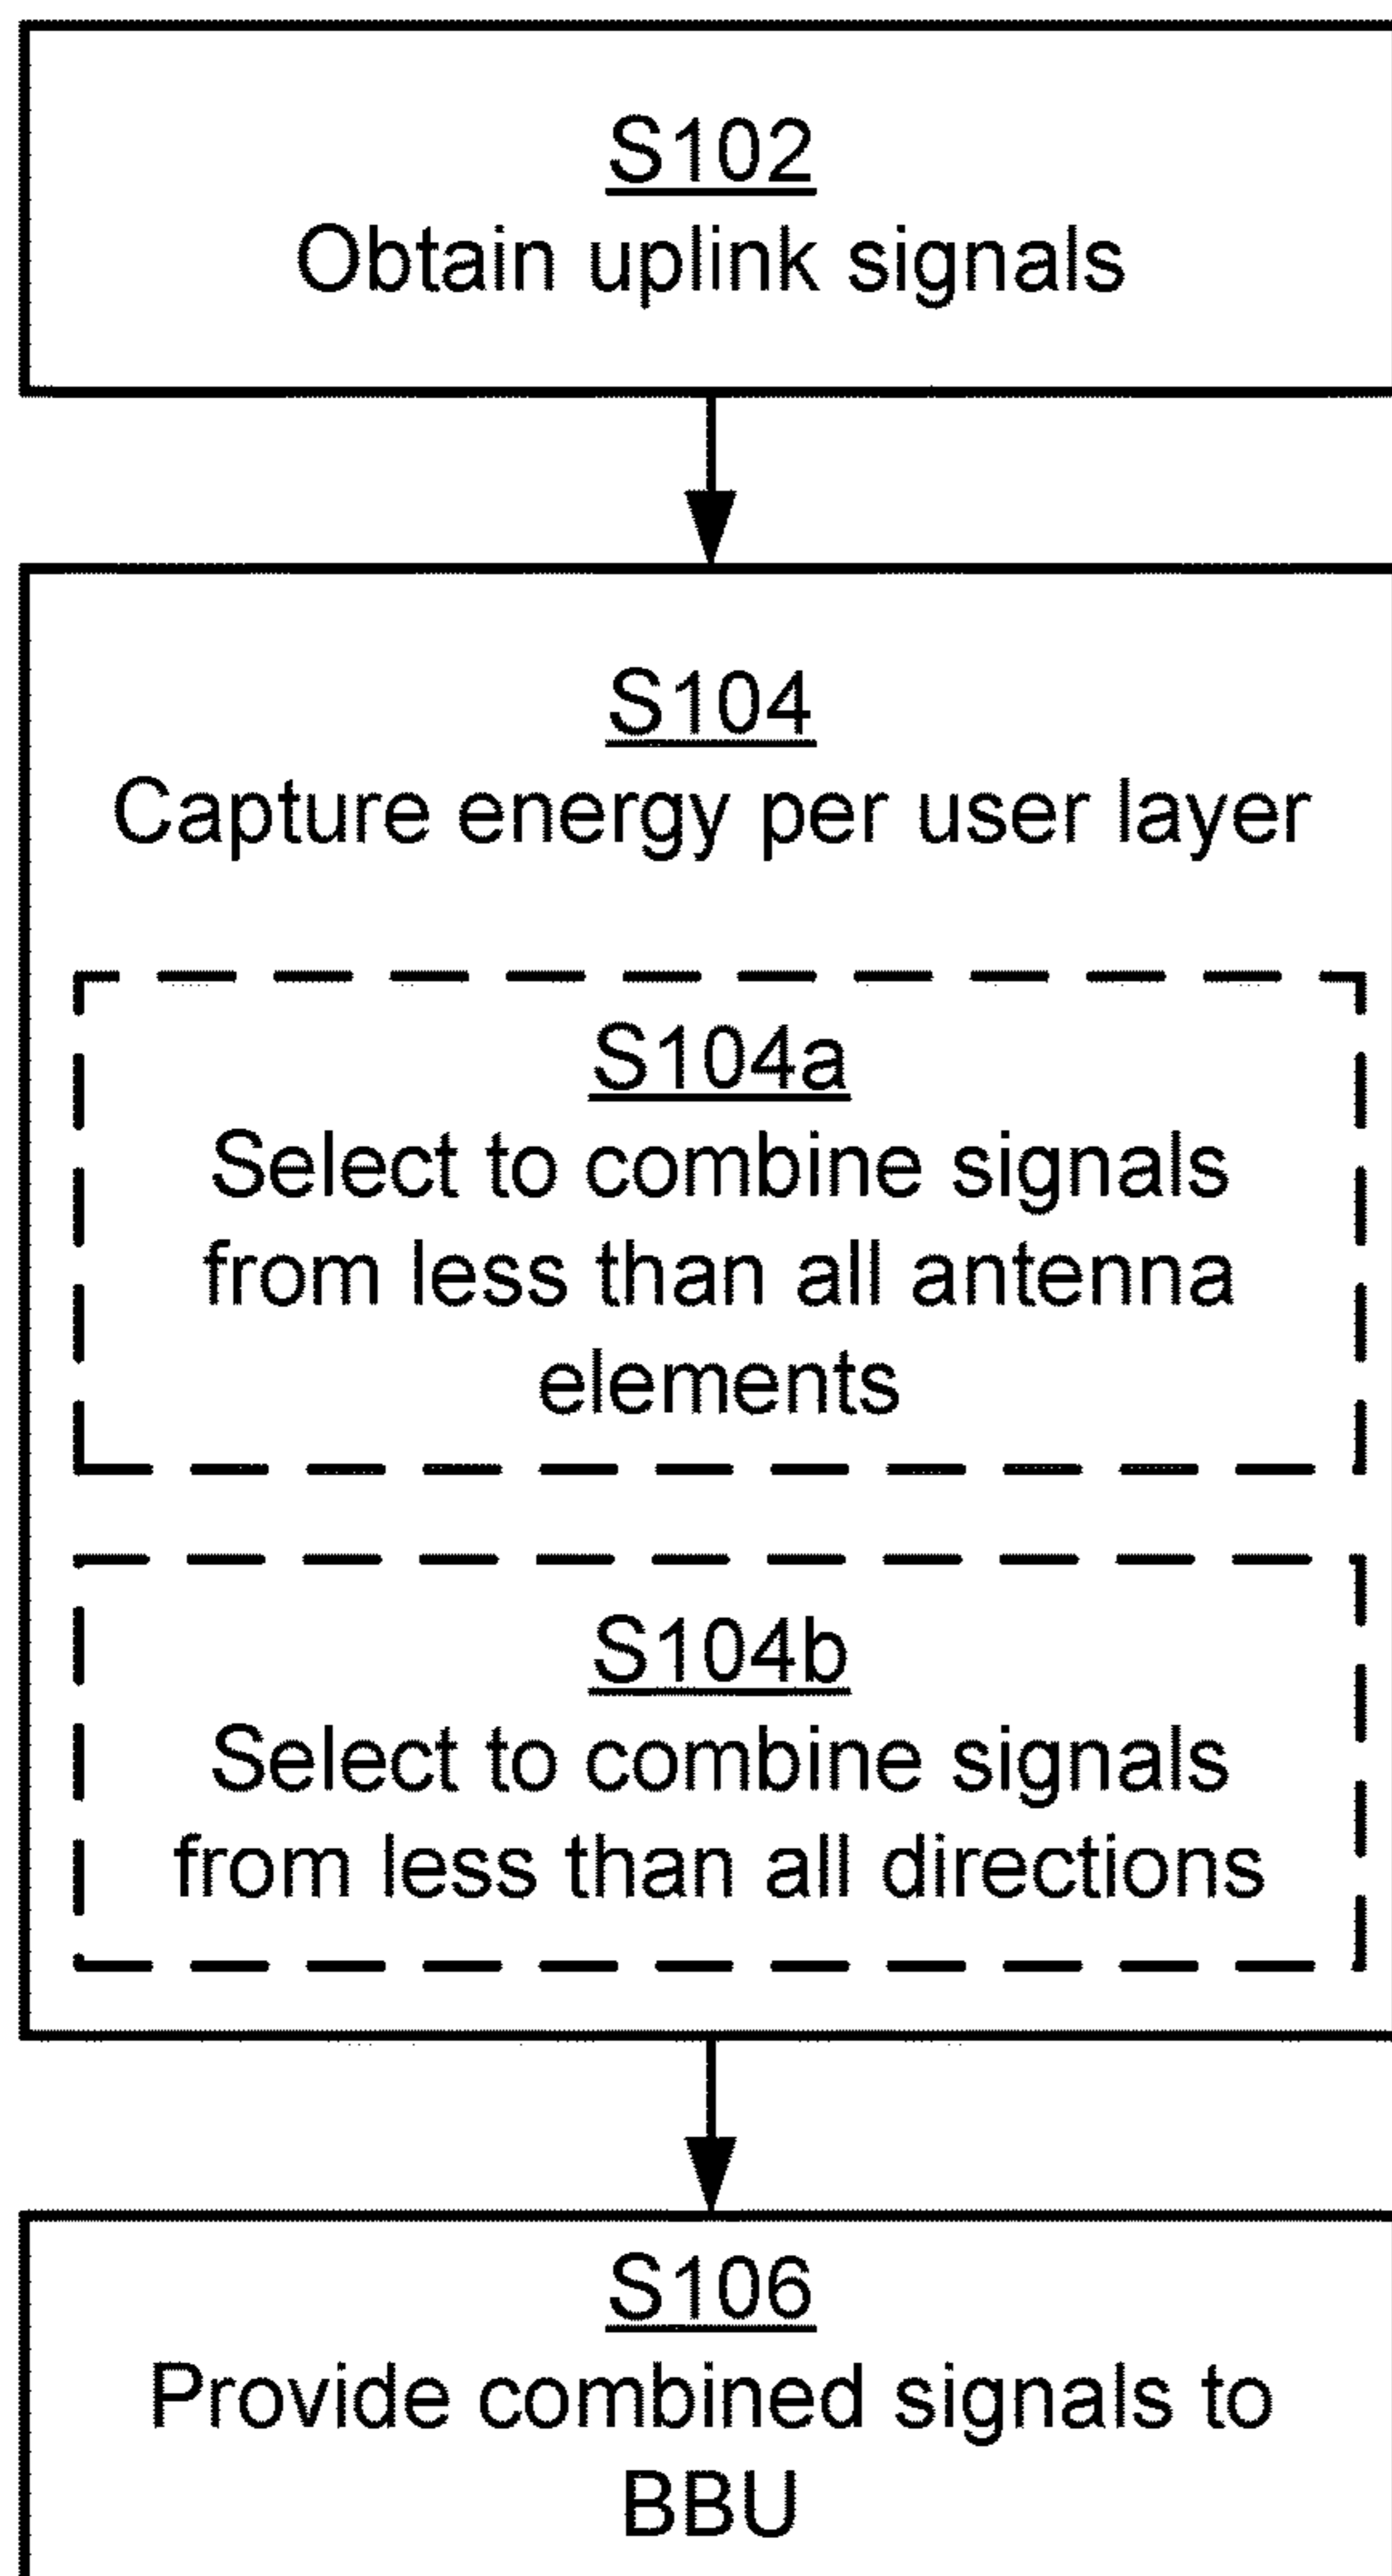 S102
Obtain uplink signals
S104
Capture energy per user layer
S104a
Select to combine signals
from less than all antenna
elements
S104b
Select to combine signals
from less than all directions
S106
Provide combined signals to
BBU